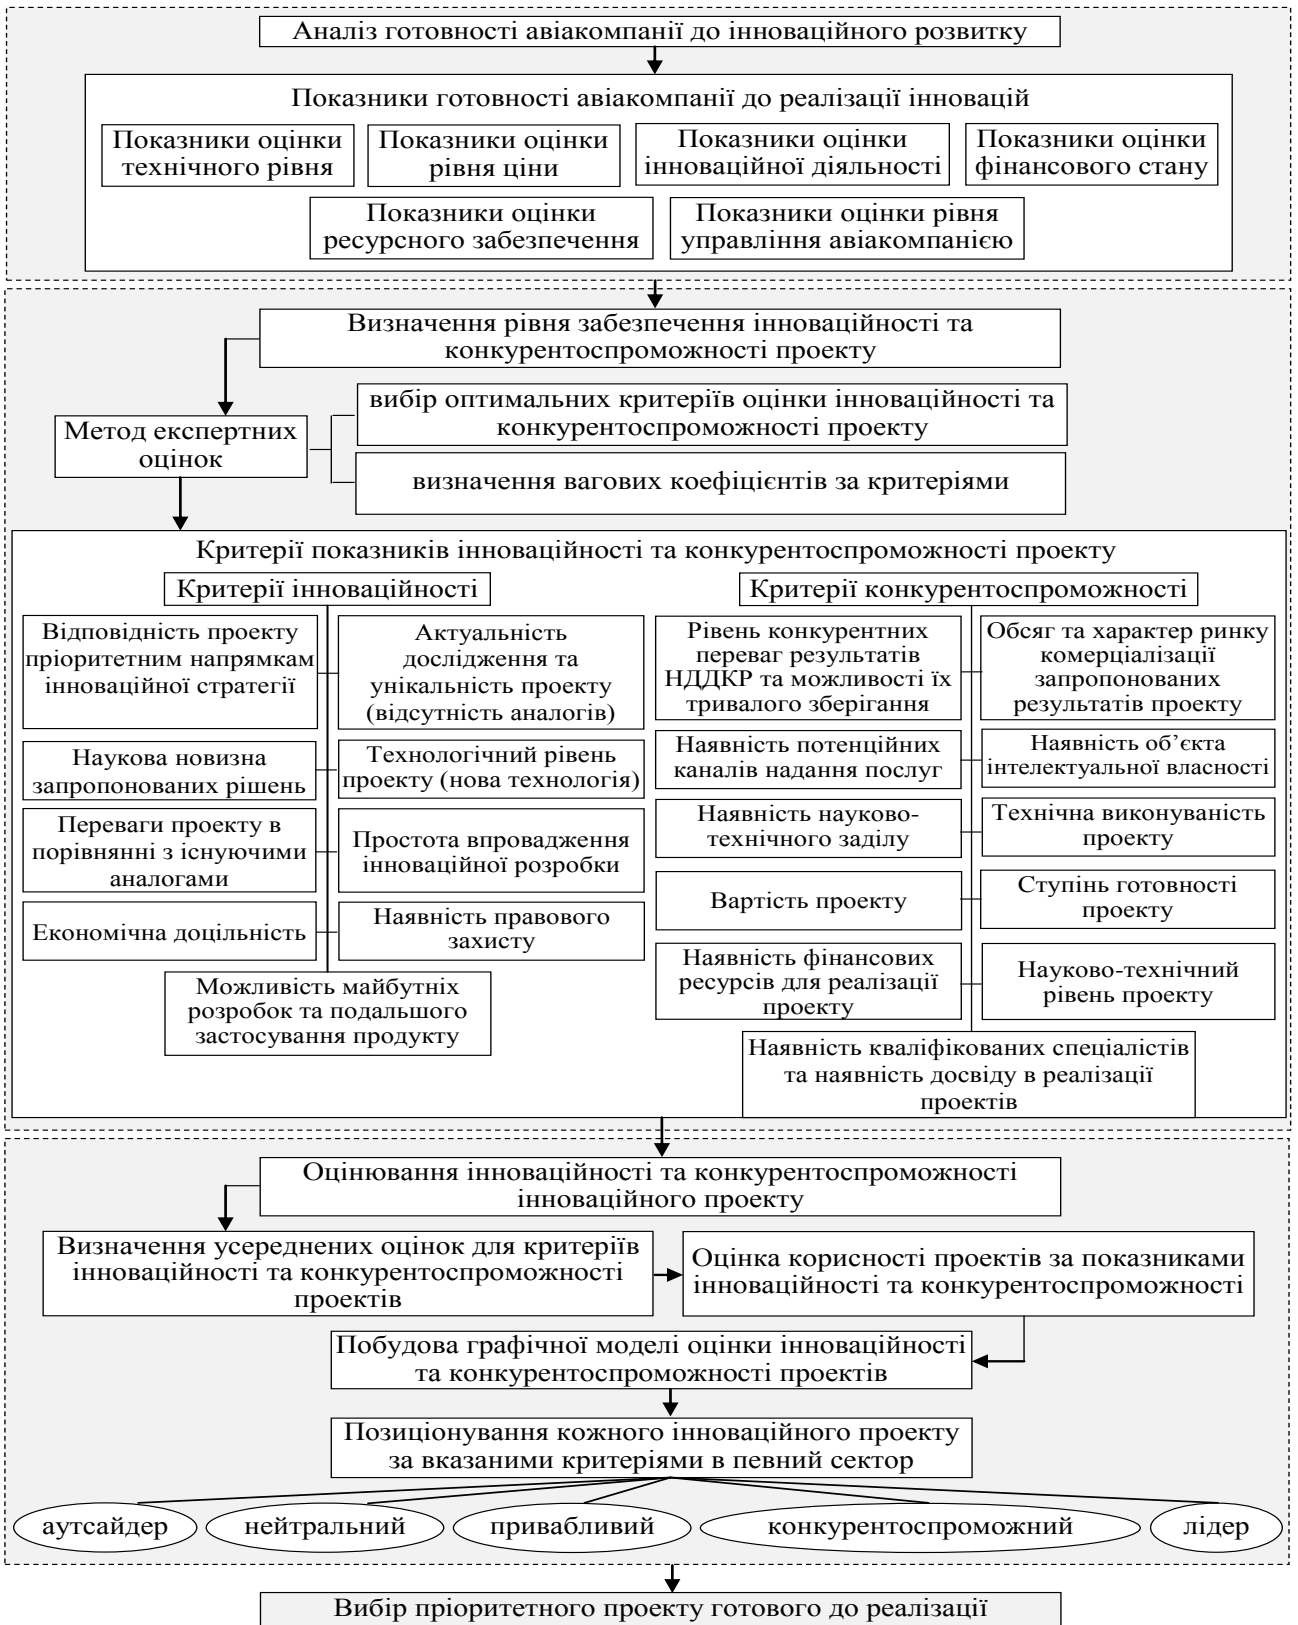 Аналіз готовності авіакомпанії до інноваційного розвитку
Показники готовності авіакомпанії до реалізації інновацій
Показники оцінки
технічного рівня
Показники оцінки
рівня ціни
Показники оцінки
інноваційної діяльності
Показники оцінки
фінансового стану
Показники оцінки
ресурсного забезпечення
Показники оцінки рівня
управління авіакомпанією
Визначення рівня забезпечення інноваційності та
конкурентоспроможності проекту
Метод експертних
оцінок
вибір оптимальних критеріїв оцінки інноваційності та
конкурентоспроможності проекту
визначення вагових коефіцієнтів за критеріями
Критерії показників інноваційності та конкурентоспроможності проекту
Критерії інноваційності
Відповідність проекту
пріоритетним напрямкам
інноваційної стратегії
Актуальність
дослідження та
унікальність проекту
(відсутність аналогів)
Наукова новизна
запропонованих рішень
Технологічний рівень
проекту (нова технологія)
Переваги проекту в
порівнянні з існуючими
аналогами
Простота впровадження
інноваційної розробки
Економічна доцільність
Наявність правового
захисту
Можливість майбутніх
розробок та подальшого
застосування продукту
Критерії конкурентоспроможності
Рівень конкурентних
переваг результатів
НДДКР та можливості їх
тривалого зберігання
Обсяг та характер ринку
комерціалізації
запропонованих
результатів проекту
Наявність потенційних
каналів надання послуг
Наявність об’єкта
інтелектуальної власності
Наявність науково-
технічного заділу
Технічна виконуваність
проекту
Вартість проекту
Ступінь готовності
проекту
Наявність фінансових
ресурсів для реалізації
проекту
Науково-технічний
рівень проекту
Наявність кваліфікованих спеціалістів
та наявність досвіду в реалізації
проектів
Оцінювання інноваційності та конкурентоспроможності
інноваційного проекту
Визначення усереднених оцінок для критеріїв
інноваційності та конкурентоспроможності
проектів
Оцінка корисності проектів за показниками
інноваційності та конкурентоспроможності
Побудова графічної моделі оцінки інноваційності
та конкурентоспроможності проектів
Позиціонування кожного інноваційного проекту
за вказаними критеріями в певний сектор
аутсайдер
нейтральний
привабливий
конкурентоспроможний
лідер
Вибір пріоритетного проекту готового до реалізації